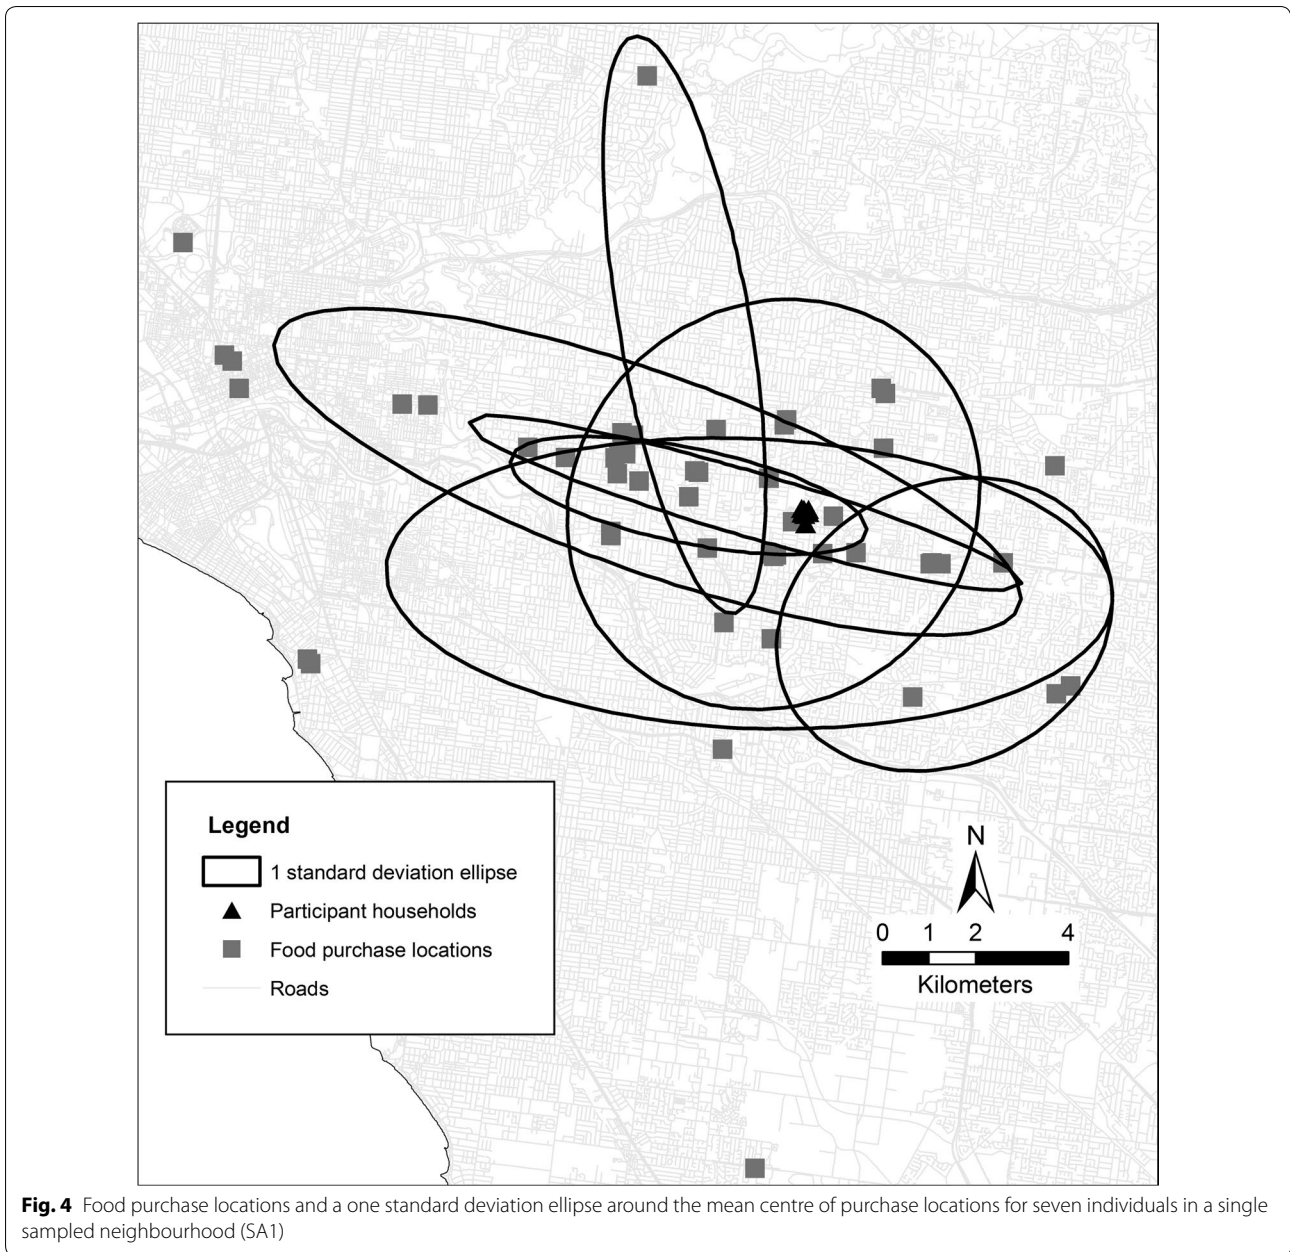 Legend
1 standard deviation ellipse
Participant households
Food purchase locations
Roads
N
0 1 2 4
Kilometers
Fig. 4 Food purchase locations and a one standard deviation ellipse around the mean centre of purchase locations for seven individuals in a single
sampled neighbourhood (SA1)